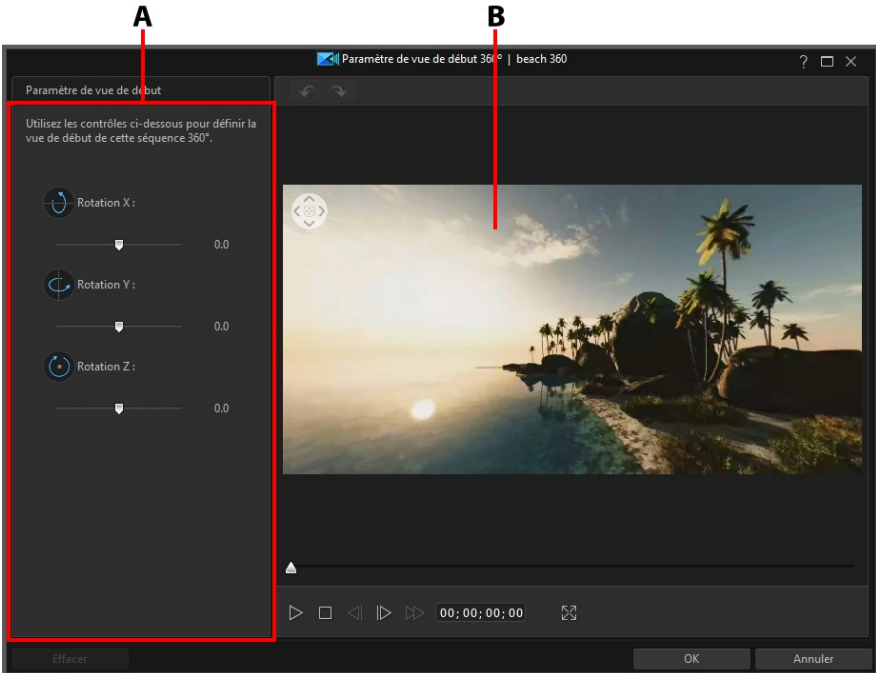 A
B
Paramètre de vue de début 360° | beach 360
Paramètre de vue de début
Utilisez les contrôles ci-dessous pour définir la
vue de début de cette séquence 360°.
Rotation X :
0.0
Rotation Y :
0.0
Rotation Z :
0.0
00; 00; 00; 00
Effacer
OK
Annuler